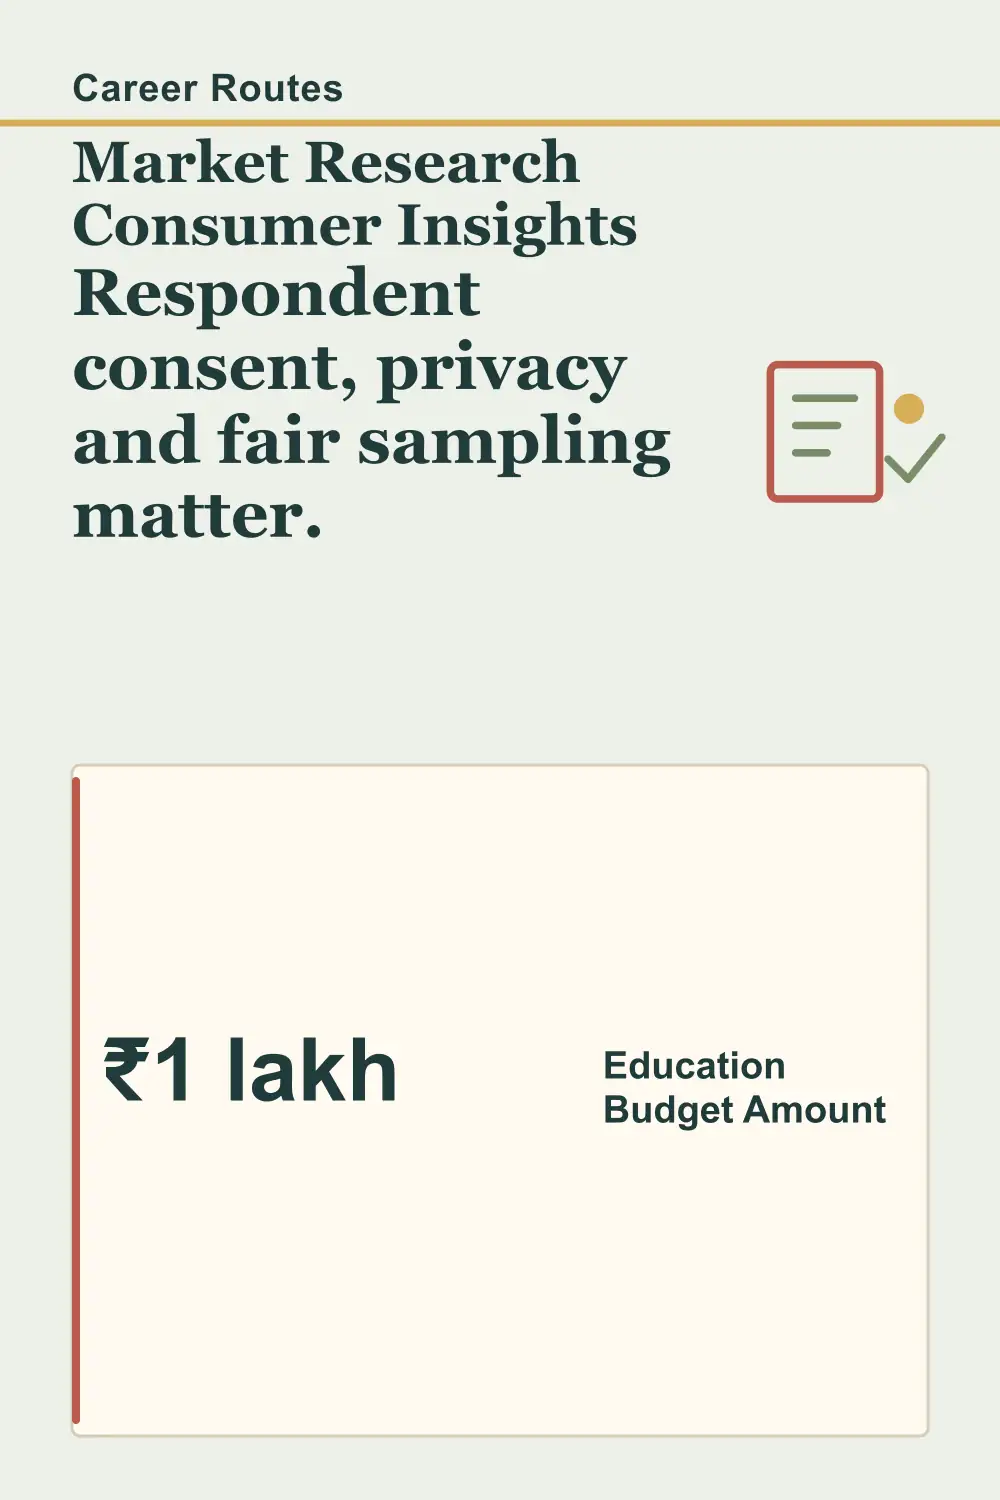 Career Routes
Market Research
Consumer Insights
Respondent
consent, privacy
and fair sampling
matter.
₹1 lakh
Education
Budget Amount